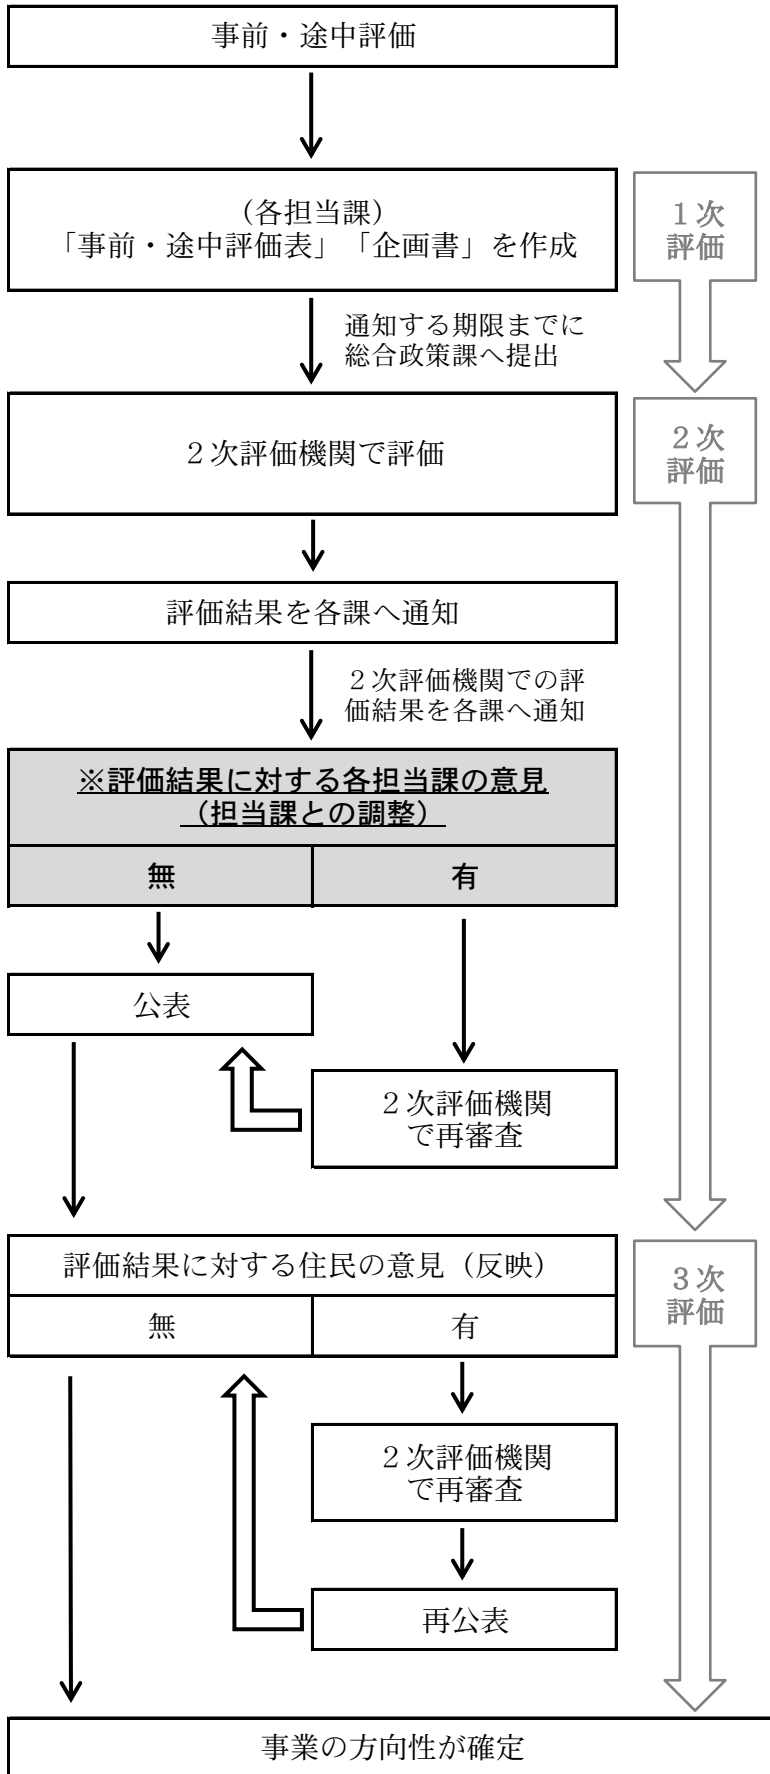 事前・途中評価
（各担当課）
「事前・途中評価表」「企画書」を作成
1次
評価
通知する期限までに
総合政策課へ提出
２次評価機関で評価
２次
評価
評価結果を各課へ通知
２次評価機関での評
価結果を各課へ通知
※評価結果に対する各担当課の意見
（担当課との調整）
無
有
公表
２次評価機関
で再審査
評価結果に対する住民の意見（反映）
無
有
３次
評価
２次評価機関
で再審査
再公表
事業の方向性が確定